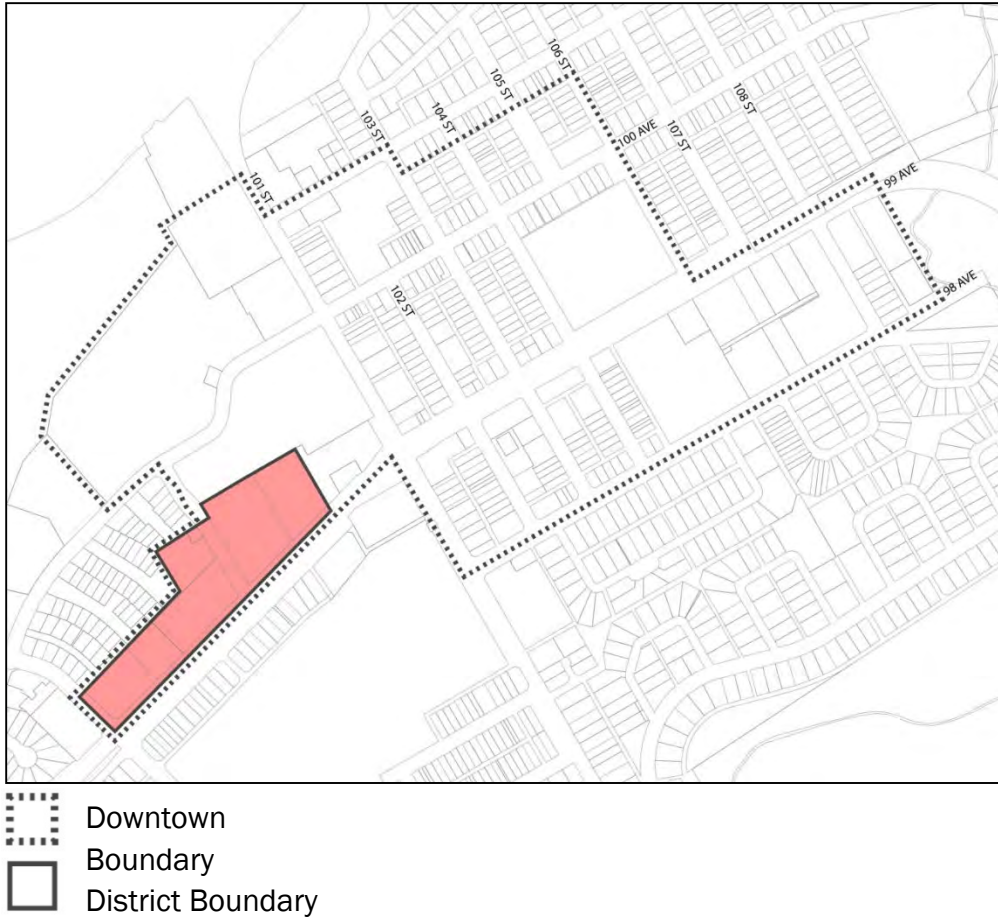 106 ST
105 ST
104 ST
103 ST
108 ST
107 ST
100 AVE
101 ST
99 AVE
98 AVE
102 ST
Downtown
Boundary
District Boundary